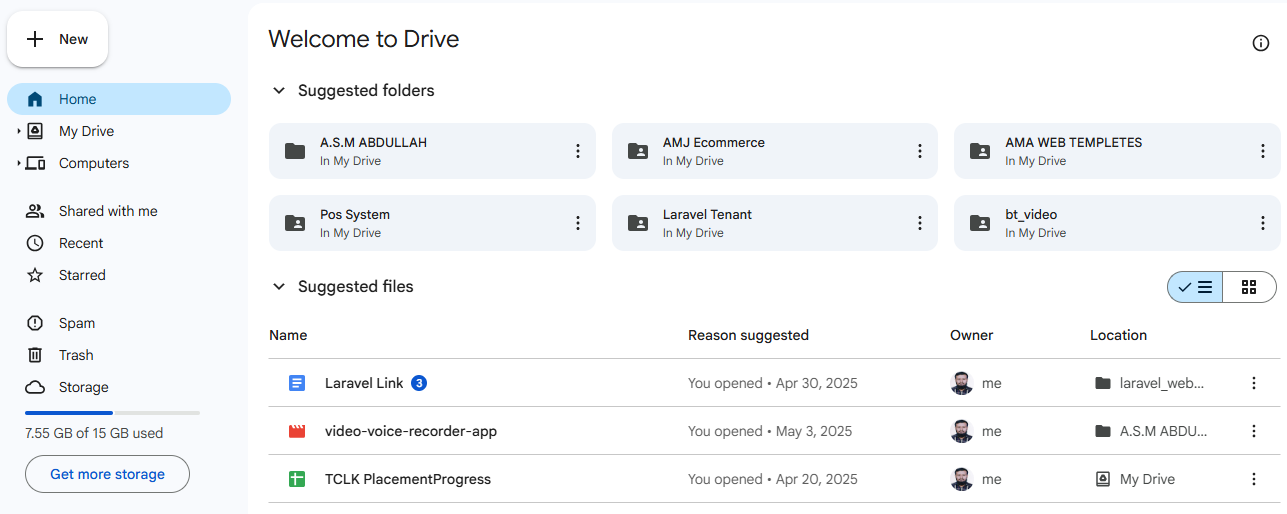 New
Welcome to Drive
Home
My Drive
Computers
Shared with me
Recent
Starred
Spam
Trash
Storage
7.55 GB of 15 GB used
Get more storage
Suggested folders
A.S.M ABDULLAH
In My Drive
AMJ Ecommerce
In My Drive
AMA WEB TEMPLETES
In My Drive
Pos System
In My Drive
Laravel Tenant
In My Drive
bt_video
In My Drive
Suggested files
Name Reason suggested Owner Location
Laravel Link 3 You opened • Apr 30, 2025 me laravel_web...
video-voice-recorder-app You opened • May 3, 2025 me A.S.M ABDU...
TCLK PlacementProgress You opened • Apr 20, 2025 me My Drive